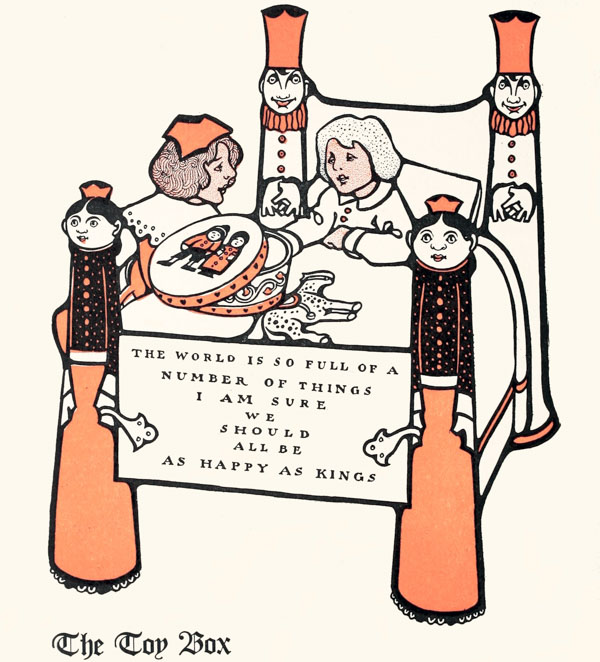 THE WORLD IS SO FULL OF A
NUMBER OF THINGS
I AM SURE
WE
SHOULD
ALL BE
AS HAPPY AS KINGS
The Toy Box